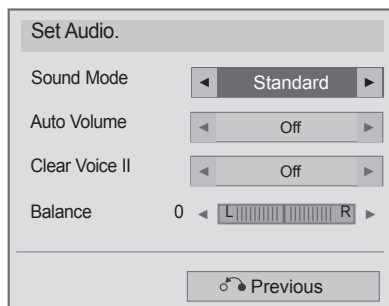 Set Audio.
Sound Mode ◄ Standard ►
Auto Volume ◄ Off ►
Clear Voice II ◄ Off ►
Balance 0 ◄ L R ►
Previous